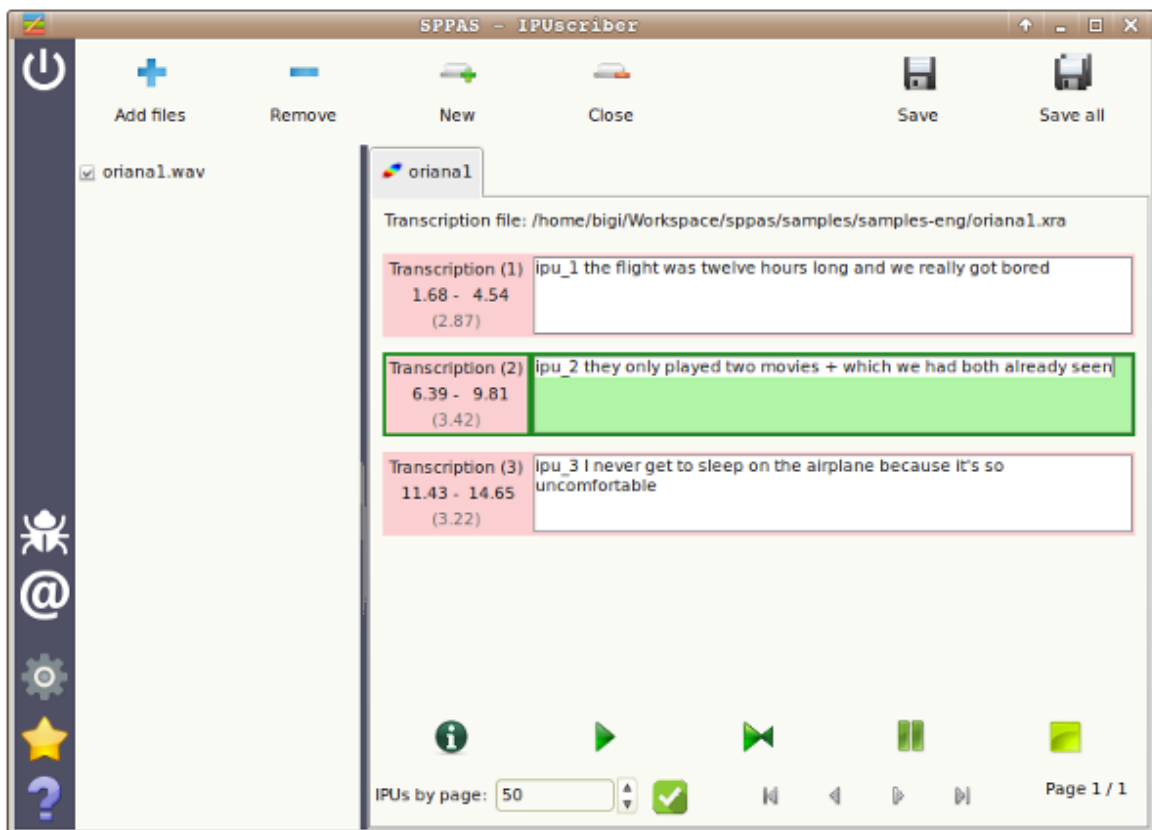 SPPAS - IPUscriber
Add files
Remove
New
Close
Save
Save all
oriana1.wav
oriana1
Transcription file: /home/bigi/Workspace/sppas/samples/samples-eng/oriana1.xra
Transcription (1)
1.68 - 4.54
(2.87)
ipu_1 the flight was twelve hours long and we really got bored
Transcription (2)
6.39 - 9.81
(3.42)
ipu_2 they only played two movies + which we had both already seen
Transcription (3)
11.43 - 14.65
(3.22)
ipu_3 I never get to sleep on the airplane because it's so
uncomfortable
IPUs by page: 50
Page 1 / 1